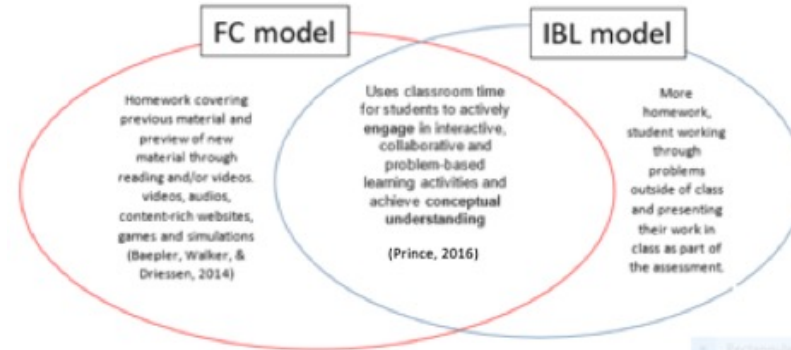 FC model
IBL model
Homework covering
previous material and
preview of new
material through
reading and/or videos.
videos, audios,
content-rich websites,
games and simulations
(Baepler, Walker, &
Driessen, 2014)
Uses classroom time
for students to actively
engage in interactive,
collaborative and
problem-based
learning activities and
achieve conceptual
understanding
(Prince, 2016)
More
homework,
student working
through
problems
outside of class
and presenting
their work in
class as part of
the assessment.